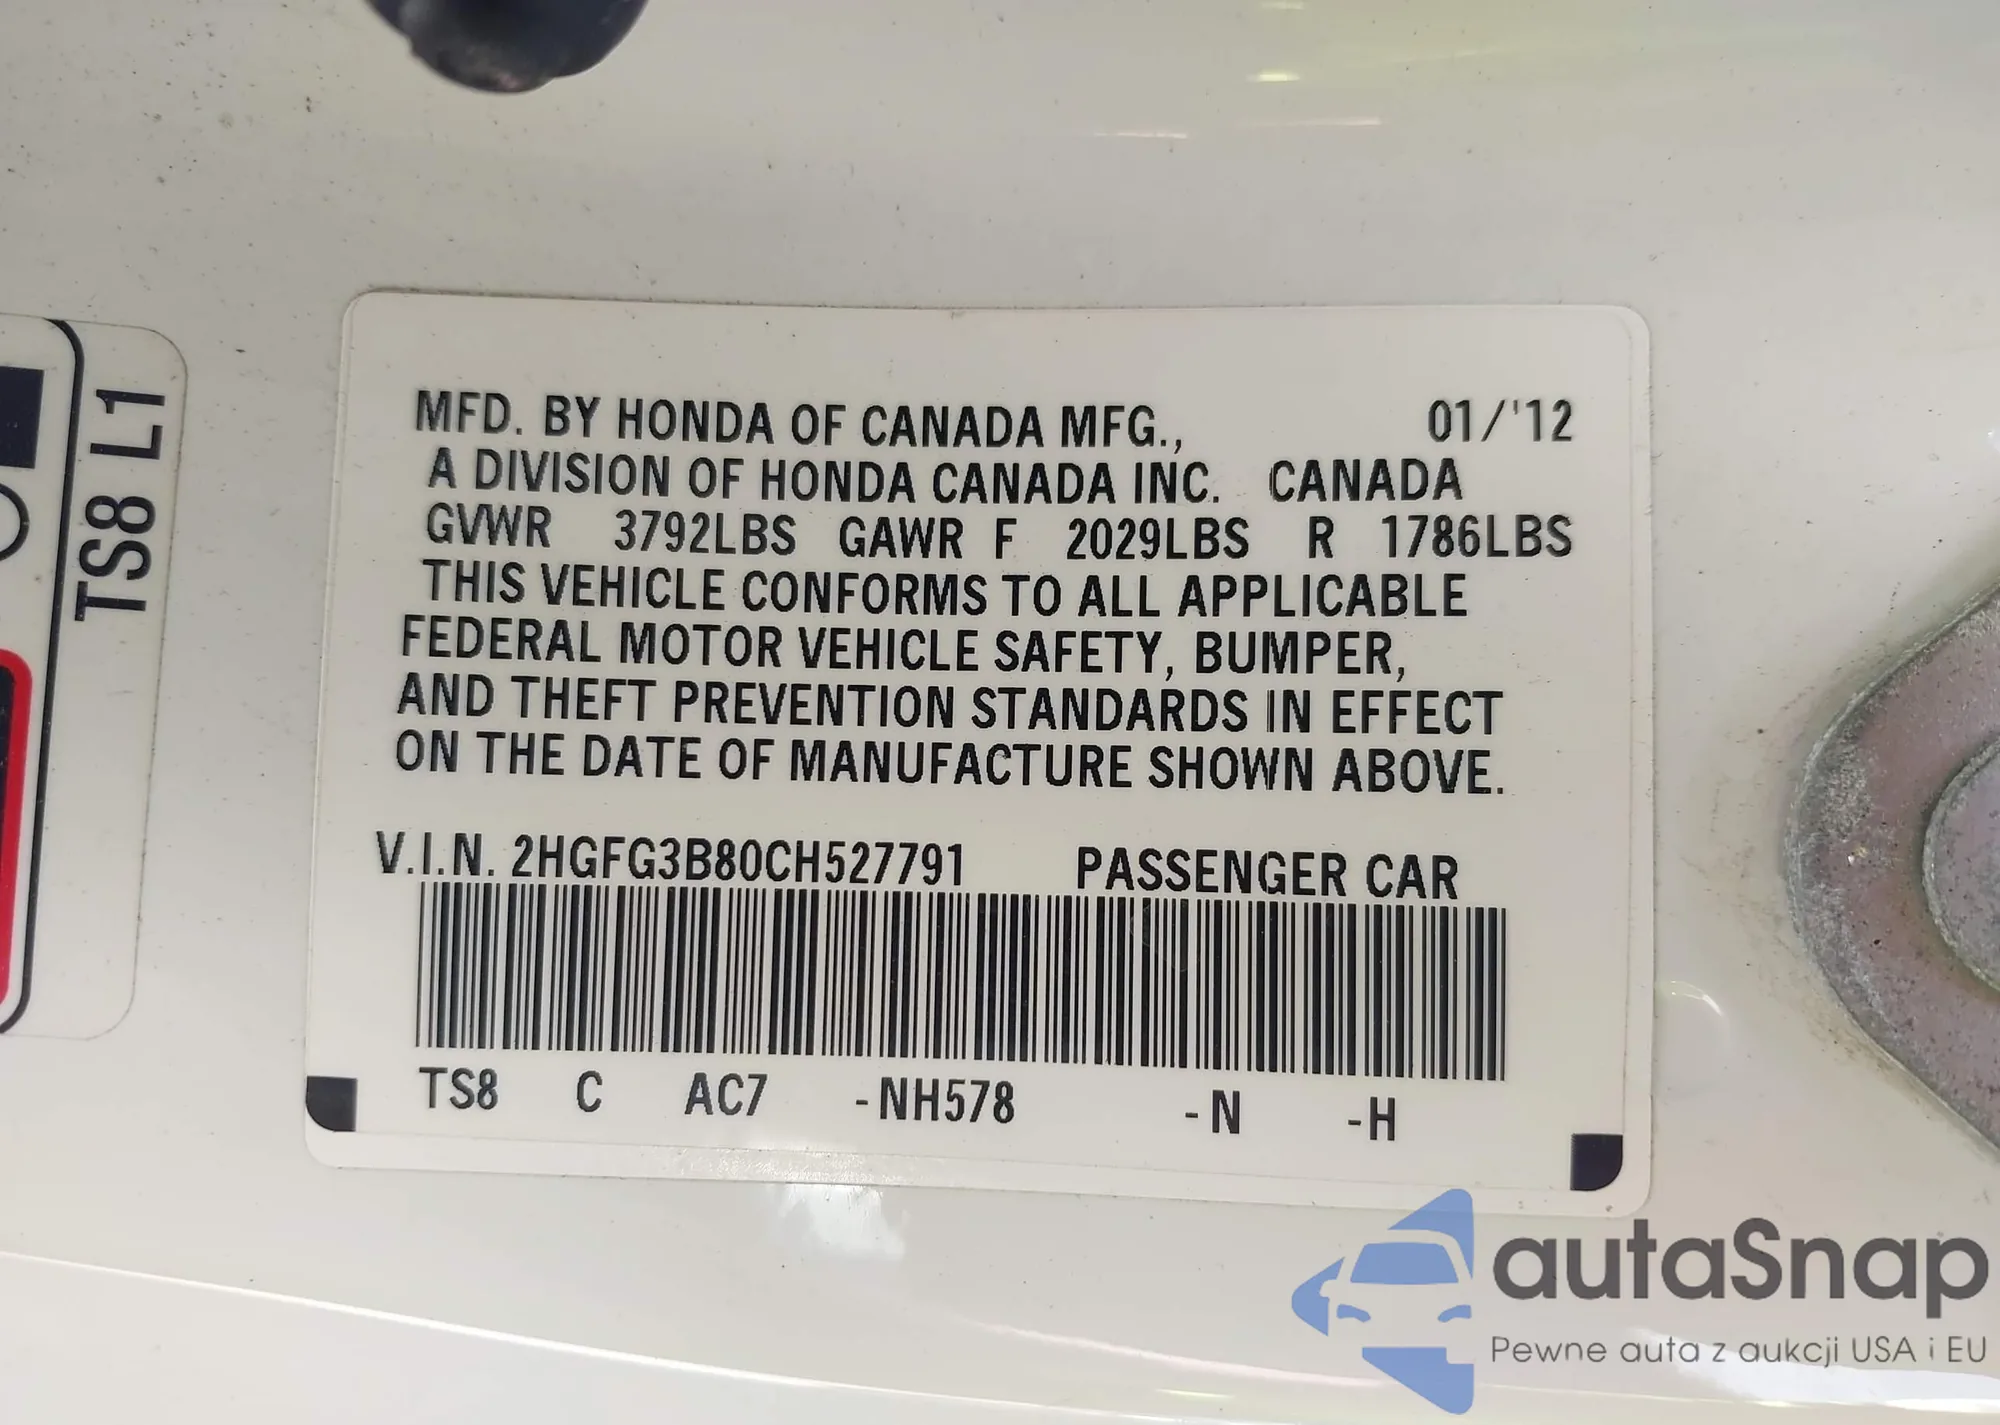 TS8 L1
MFD. BY HONDA OF CANADA MFG., 01/'12
A DIVISION OF HONDA CANADA INC. CANADA
GVWR 3792LBS GAWR F 2029LBS R 1786LBS
THIS VEHICLE CONFORMS TO ALL APPLICABLE
FEDERAL MOTOR VEHICLE SAFETY, BUMPER,
AND THEFT PREVENTION STANDARDS IN EFFECT
ON THE DATE OF MANUFACTURE SHOWN ABOVE.
V.I.N. 2HGFG3B80CH527791 PASSENGER CAR
TS8 C AC7 -NH578 -N -H
autaSnap
Pewne auta z aukcji USA i EU